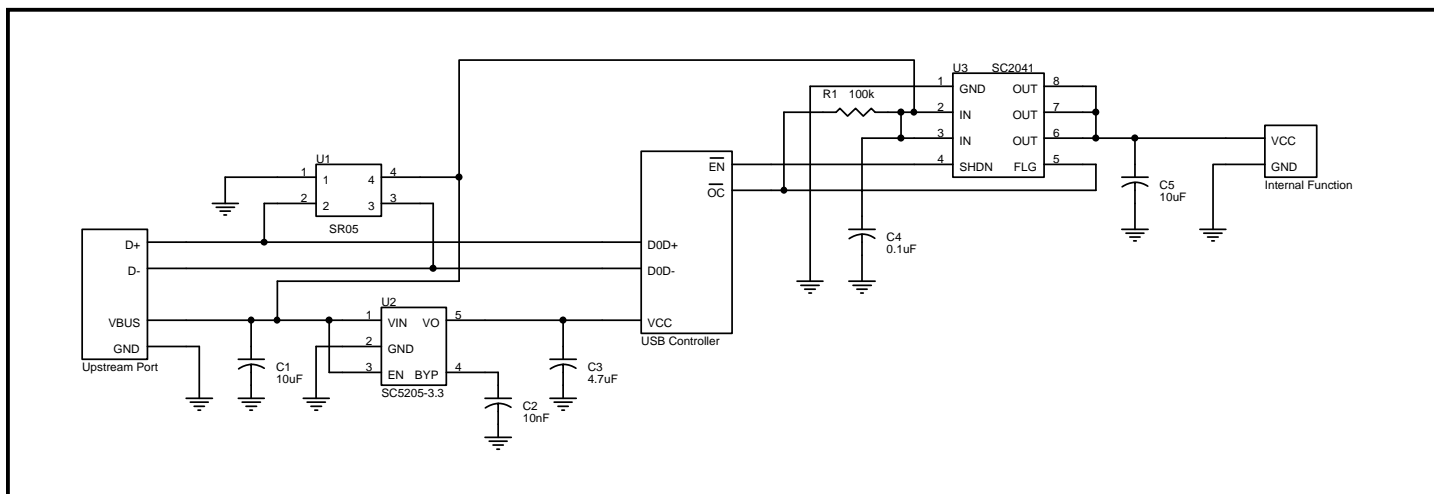 U3 SC2041
1 GND OUT 8
R1 100k
2 IN OUT 7
3 IN OUT 6
4 SHDN FLG 5
VCC
GND
Internal Function
C5
10uF
C4
0.1uF
U1
1 1 4 4
2 2 3 3
SR05
EN
OC
D+ D0D+
D- D0D-
VBUS
GND
Upstream Port
VCC
USB Controller
U2
1 VIN VO 5
2 GND
3 EN BYP 4
SC5205-3.3
C1
10uF
C3
4.7uF
C2
10nF